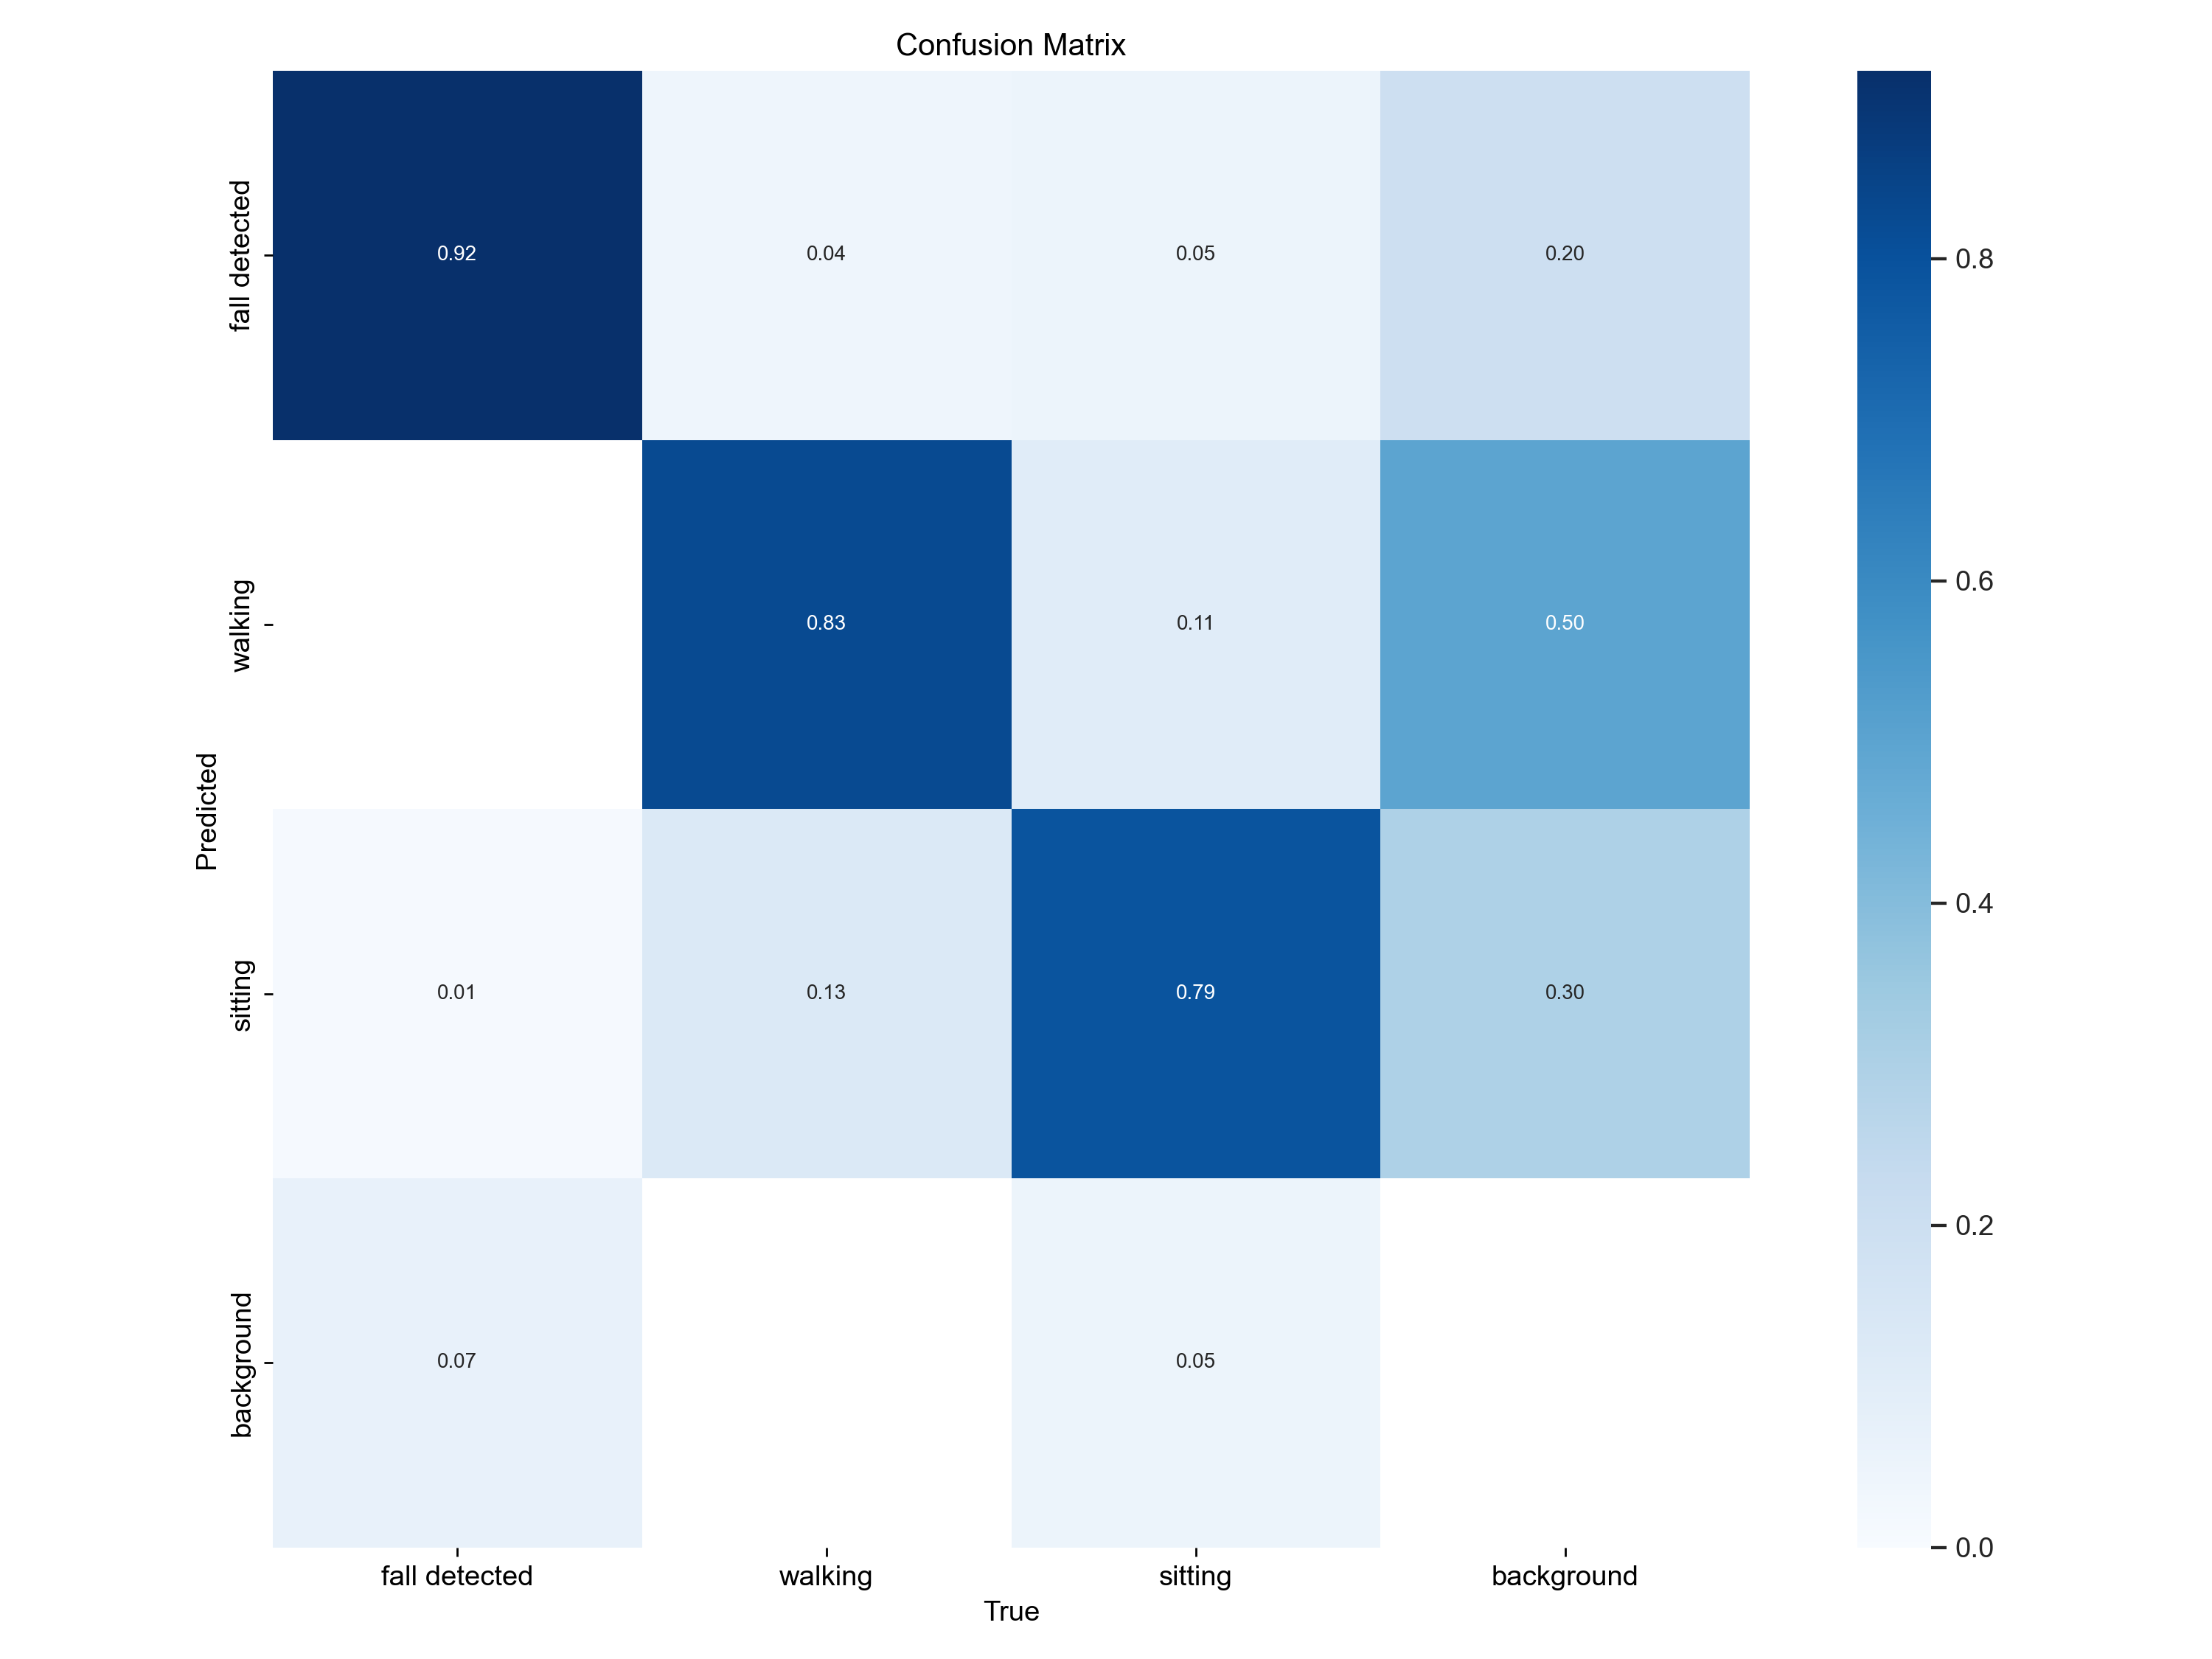 Confusion Matrix
fall detected
0.92
0.04
0.05
0.20
walking
0.83
0.11
0.50
sitting
0.01
0.13
0.79
0.30
background
0.07
0.05
Predicted
fall detected
walking
sitting
background
True
0.8
0.6
0.4
0.2
0.0